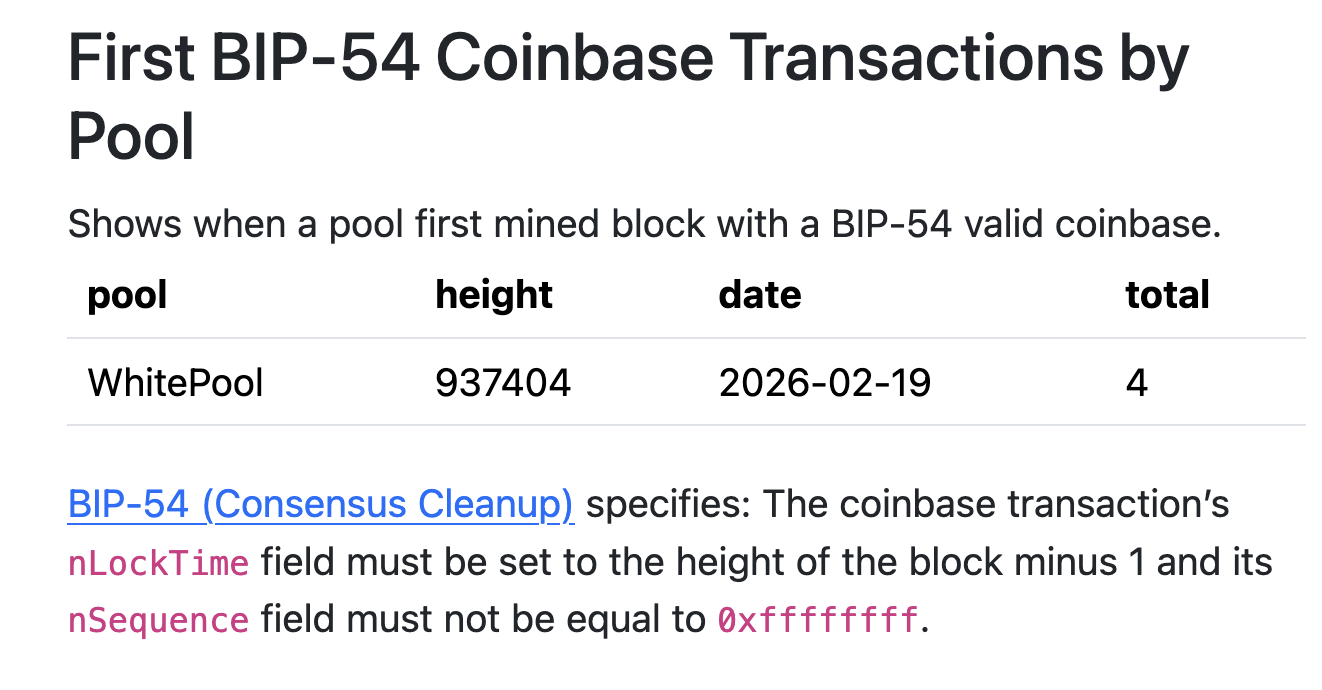 First BIP-54 Coinbase Transactions by
Pool
Shows when a pool first mined block with a BIP-54 valid coinbase.
pool height date total
WhitePool 937404 2026-02-19 4
BIP-54 (Consensus Cleanup) specifies: The coinbase transaction’s
nLockTime field must be set to the height of the block minus 1 and its
nSequence field must not be equal to 0xffffffff.